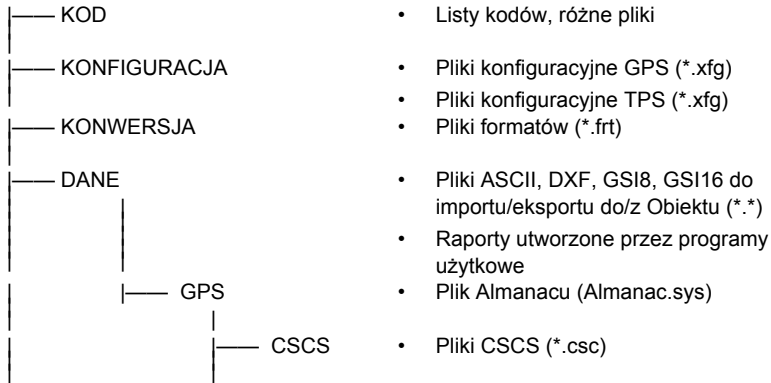 KOD • Listy kodów, różne pliki
KONFIGURACJA • Pliki konfiguracyjne GPS (*.xfg)
• Pliki konfiguracyjne TPS (*.xfg)
KONWERSJA • Pliki formatów (*.frt)
DANE • Pliki ASCII, DXF, GSI8, GSI16 do
importu/eksportu do/z Obiektu (*.*)
• Raporty utworzone przez programy
użytkowe
GPS • Plik Almanacu (Almanac.sys)
CSCS • Pliki CSCS (*.csc)